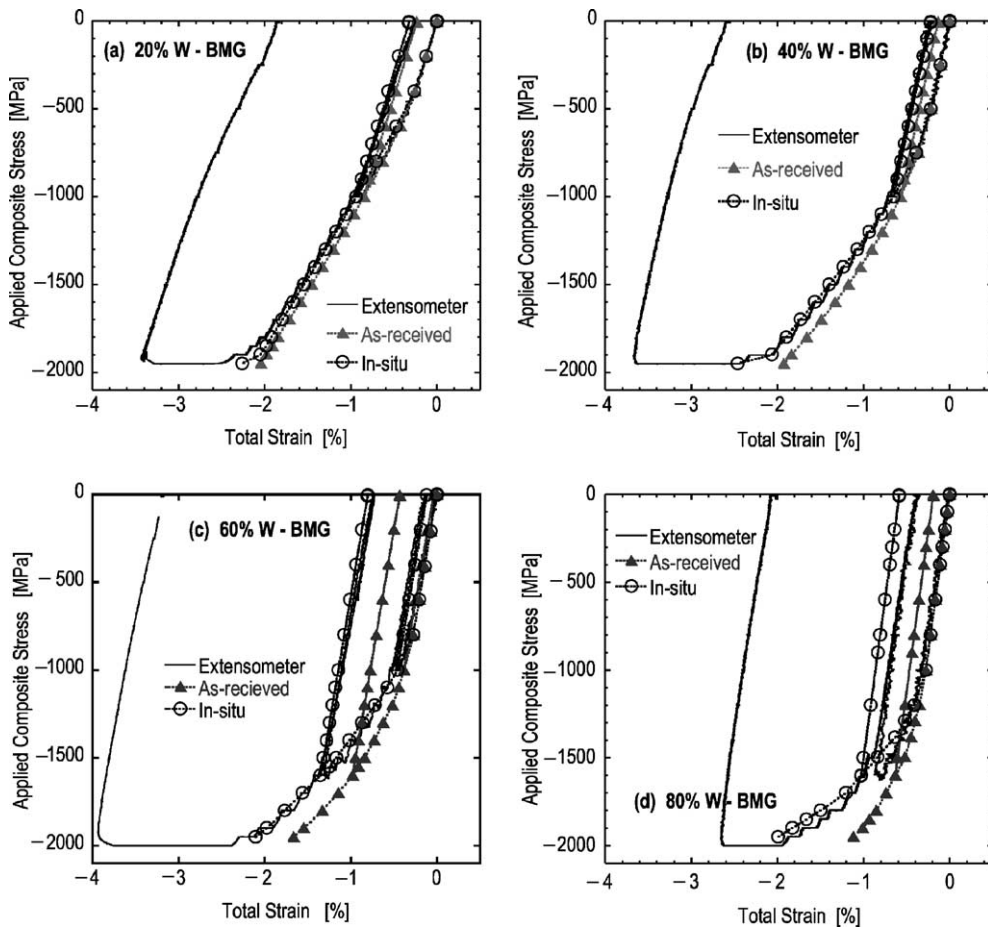 (a) 20% W - BMG
Applied Composite Stress [MPa]
0
−500
−1000
−1500
−2000
Extensometer
As-received
In-situ
−4 −3 −2 −1 0
Total Strain [%]
(b) 40% W - BMG
Applied Composite Stress [MPa]
0
−500
−1000
−1500
−2000
Extensometer
As-received
In-situ
−4 −3 −2 −1 0
Total Strain [%]
(c) 60% W - BMG
Applied Composite Stress [MPa]
0
−500
−1000
−1500
−2000
Extensometer
As-recieved
In-situ
−4 −3 −2 −1 0
Total Strain [%]
(d) 80% W - BMG
Applied Composite Stress [MPa]
0
−500
−1000
−1500
−2000
Extensometer
As-received
In-situ
−4 −3 −2 −1 0
Total Strain [%]